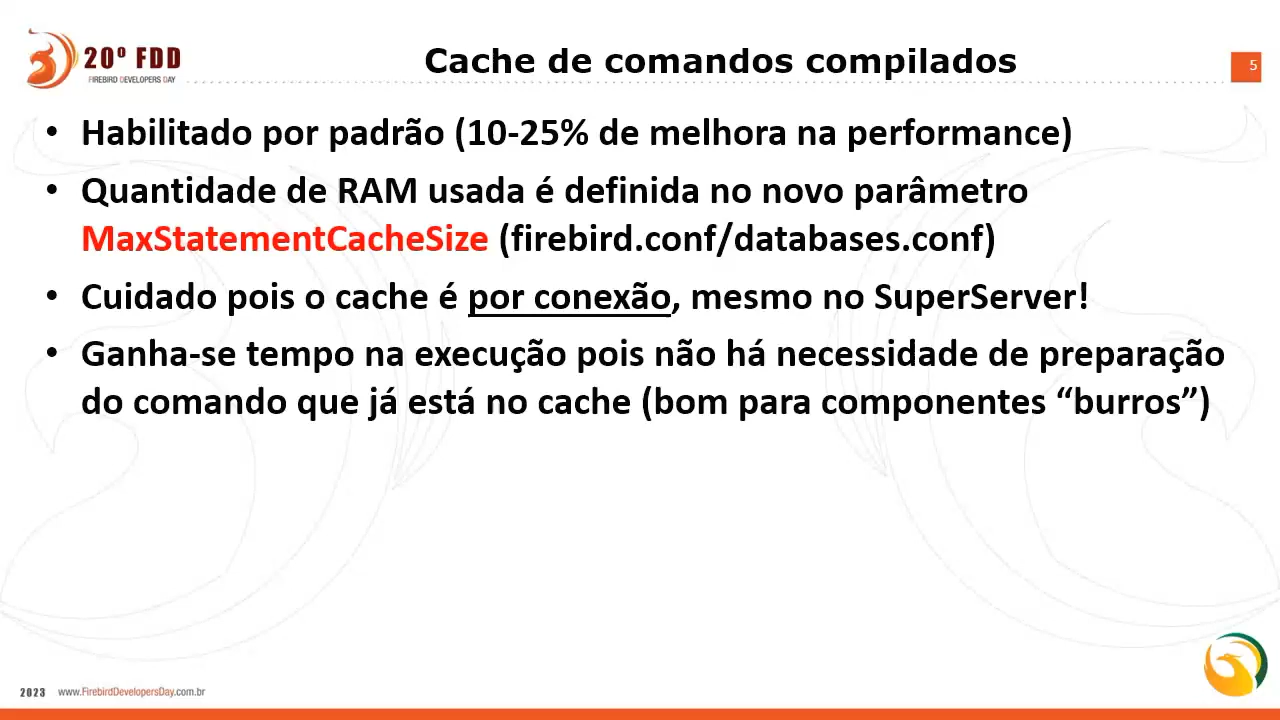 20º FDD
FIREBIRD DEVELOPERS DAY
Cache de comandos compilados
5
• Habilitado por padrão (10-25% de melhora na performance)
• Quantidade de RAM usada é definida no novo parâmetro
MaxStatementCacheSize (firebird.conf/databases.conf)
• Cuidado pois o cache é por conexão, mesmo no SuperServer!
• Ganha-se tempo na execução pois não há necessidade de preparação
do comando que já está no cache (bom para componentes “burros”)
2023 www.FirebirdDevelopersDay.com.br